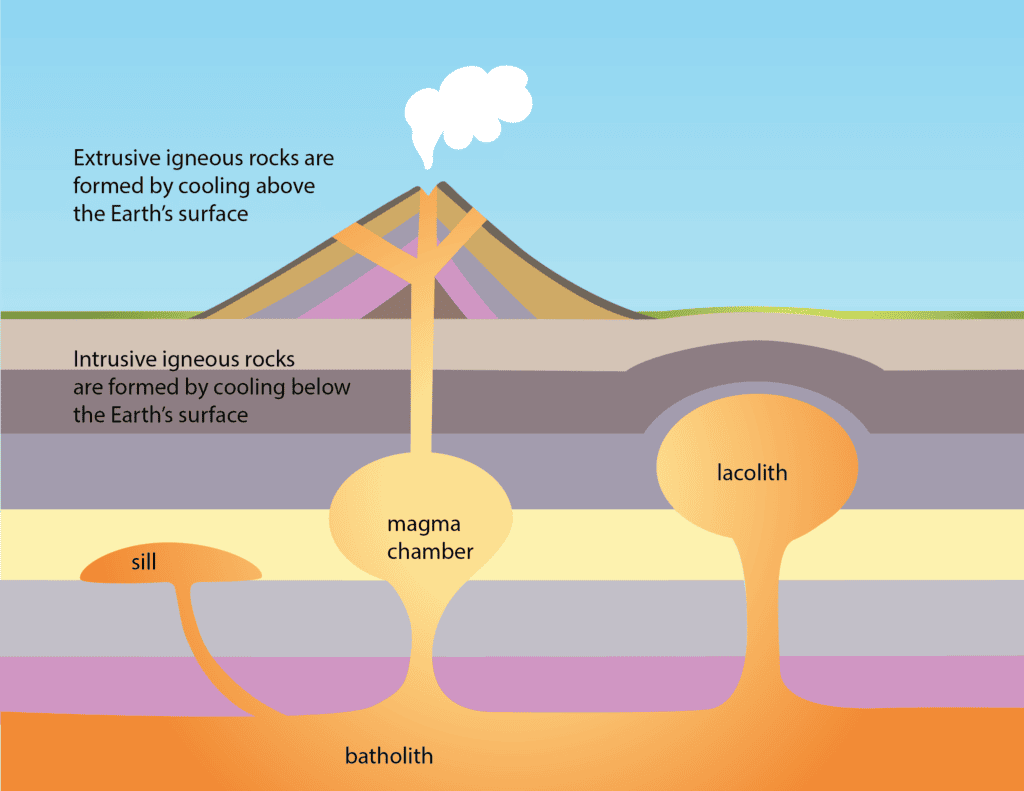 Extrusive igneous rocks are
formed by cooling above
the Earth's surface
Intrusive igneous rocks
are formed by cooling below
the Earth's surface
lacolith
magma
chamber
sill
batholith